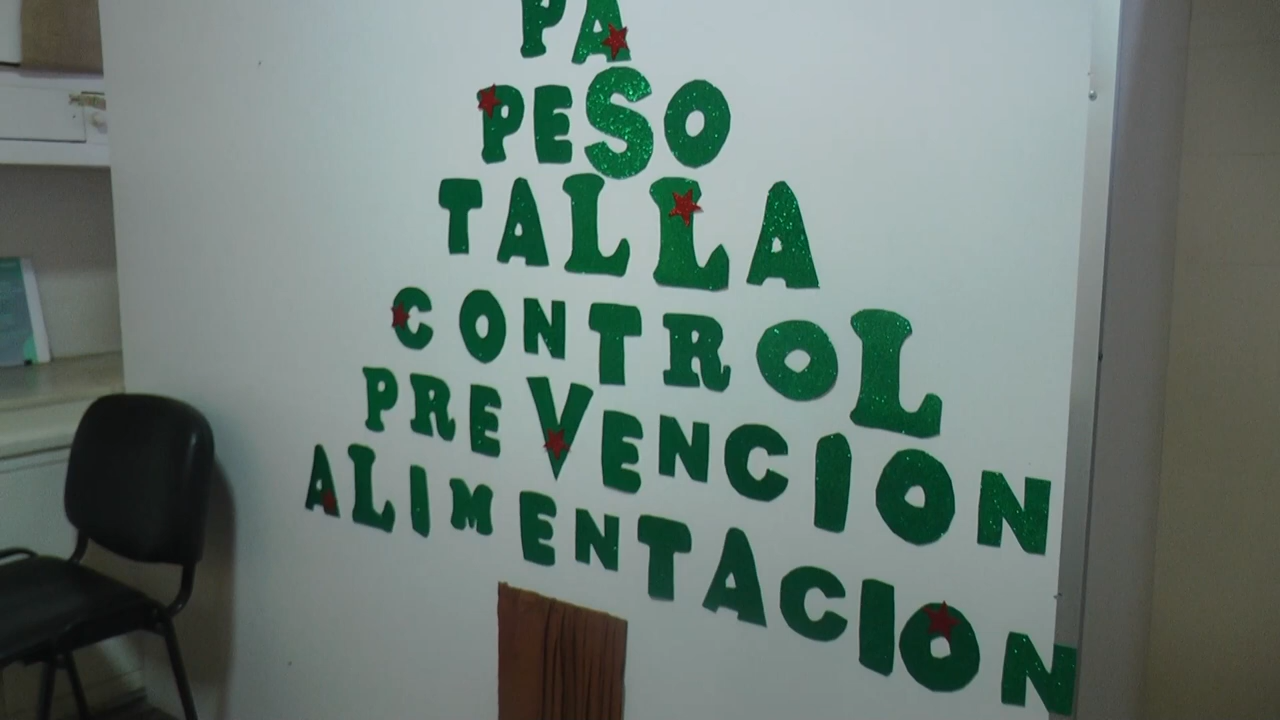 PA
PESO
TALLA
CONTROL
PREVENCION
ALIMENTACION